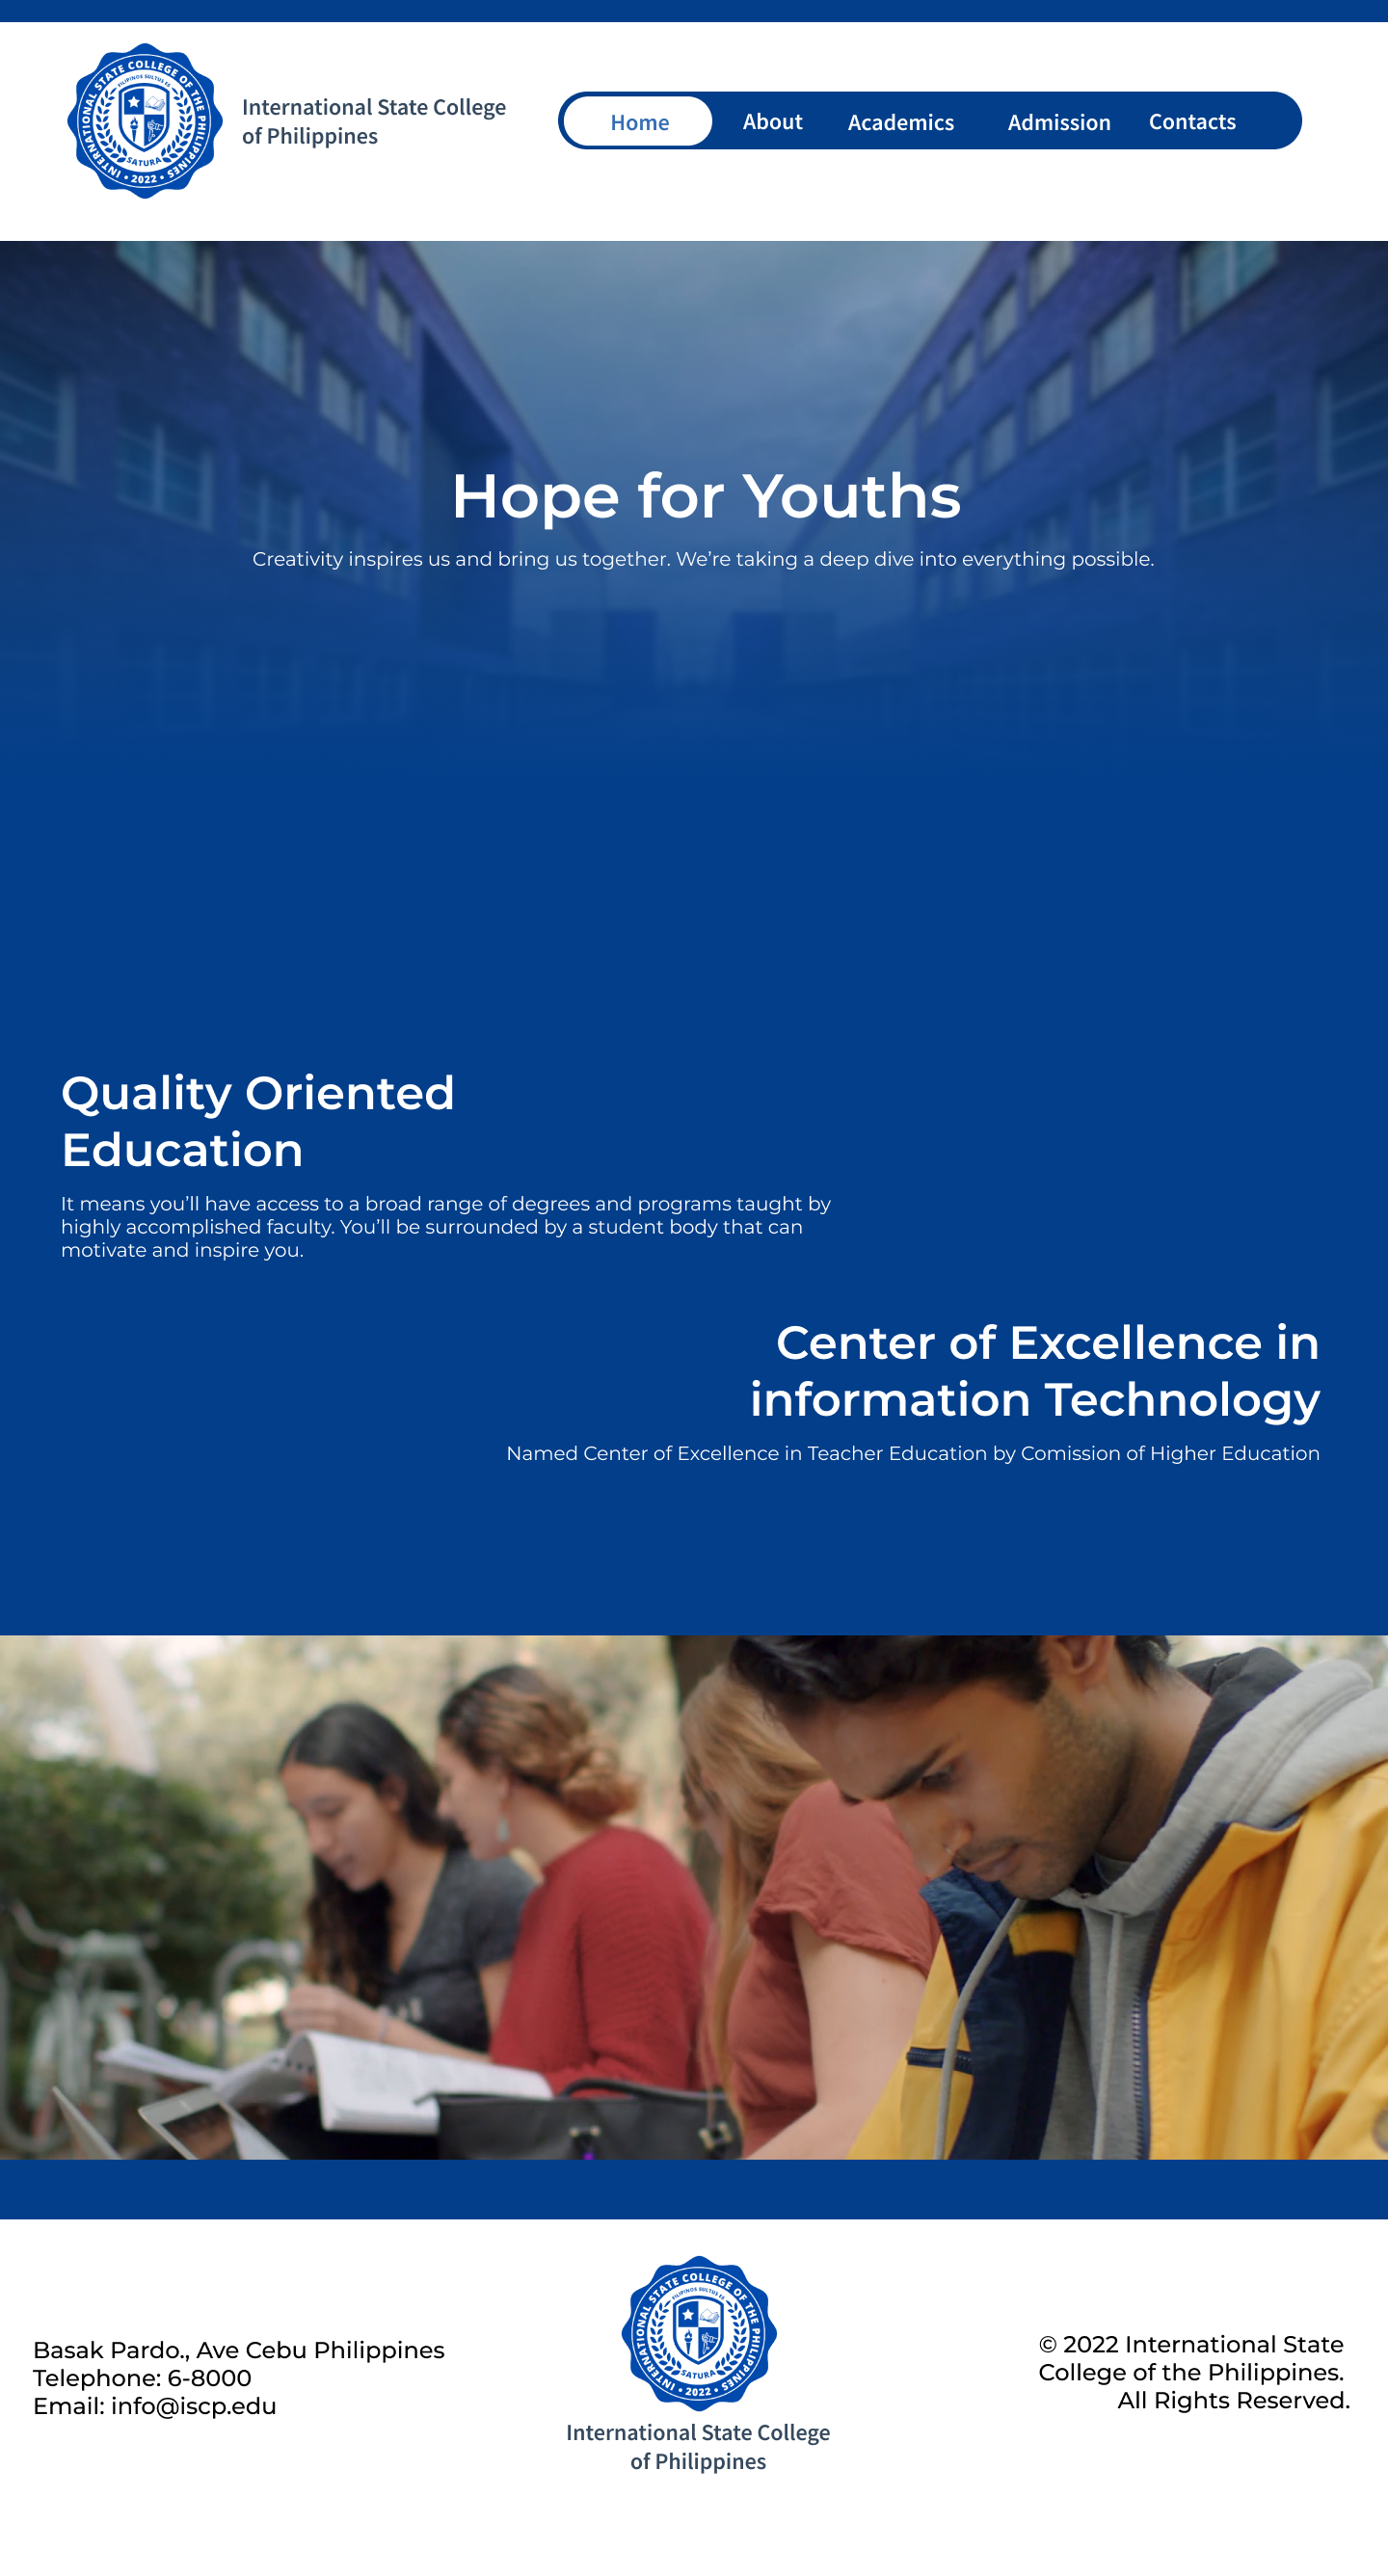 INTERNATIONAL STATE COLLEGE OF THE PHILIPPINES
FILIPINOS SULTUS ES
SATURA
• 2022 •
International State College
of Philippines
Home About Academics Admission Contacts
Hope for Youths
Creativity inspires us and bring us together. We’re taking a deep dive into everything possible.
Quality Oriented
Education
It means you’ll have access to a broad range of degrees and programs taught by
highly accomplished faculty. You’ll be surrounded by a student body that can
motivate and inspire you.
Center of Excellence in
information Technology
Named Center of Excellence in Teacher Education by Comission of Higher Education
Basak Pardo., Ave Cebu Philippines
Telephone: 6-8000
Email: info@iscp.edu
INTERNATIONAL STATE COLLEGE OF THE PHILIPPINES
FILIPINOS SULTUS ES
SATURA
• 2022 •
International State College
of Philippines
© 2022 International State
College of the Philippines.
All Rights Reserved.